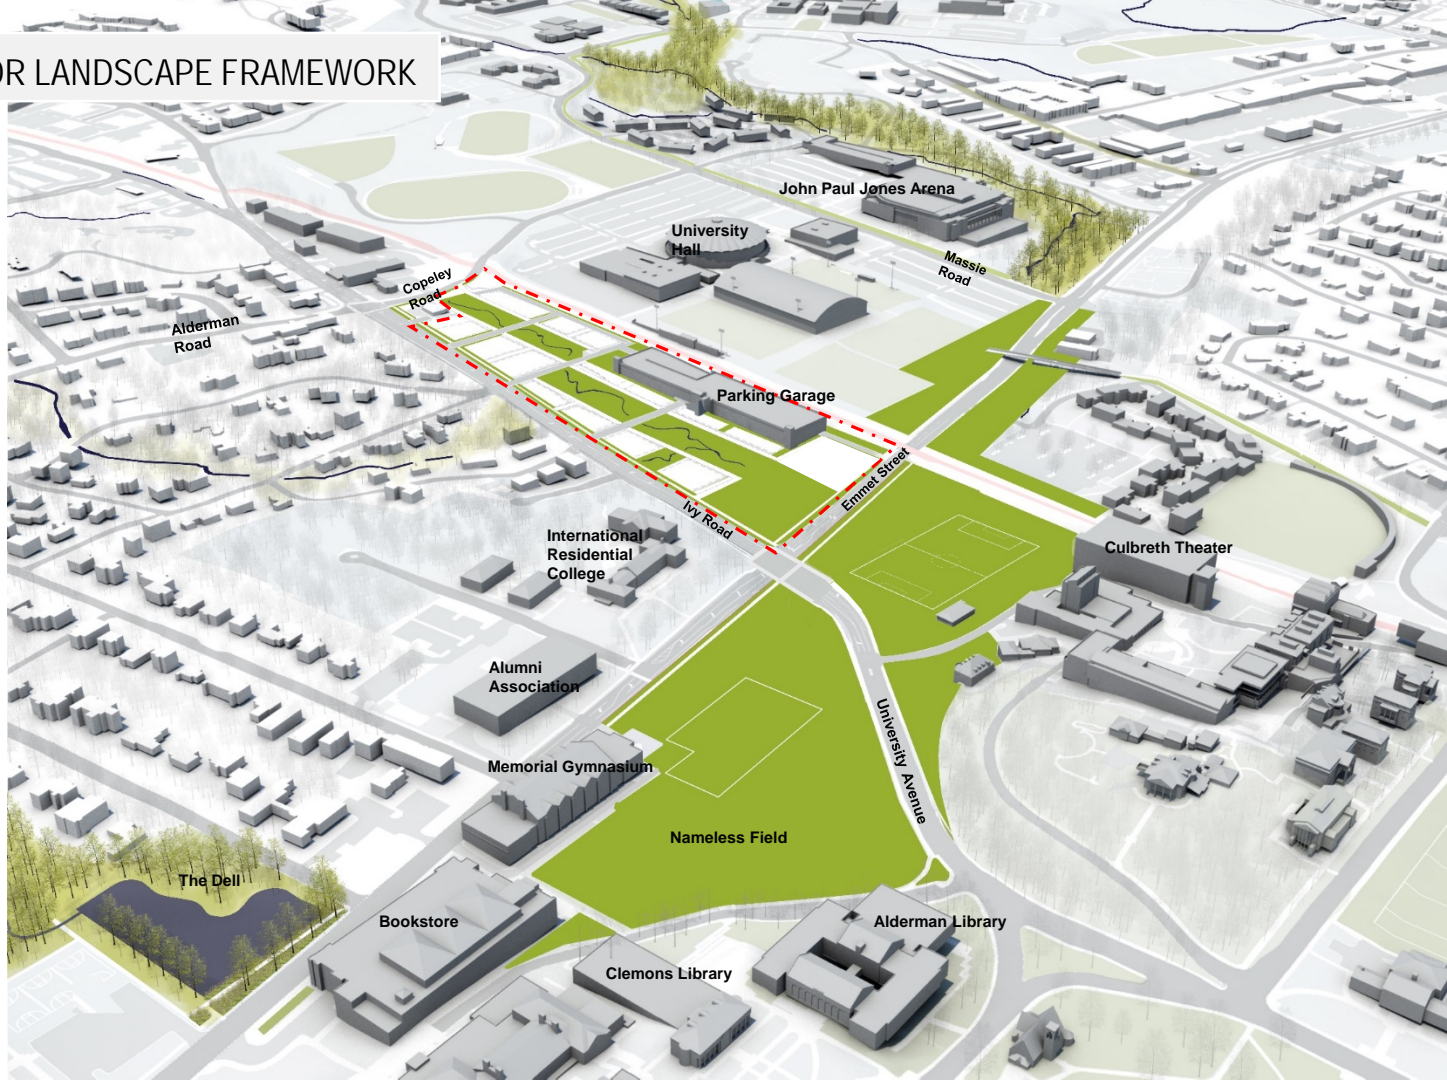 OR LANDSCAPE FRAMEWORK
John Paul Jones Arena
University
Hall
Massie
Road
Copeley
Road
Alderman
Road
Parking Garage
Emmet Street
Ivy Road
International
Residential
College
Culbreth Theater
Alumni
Association
University Avenue
Memorial Gymnasium
Nameless Field
The Dell
Bookstore
Alderman Library
Clemons Library